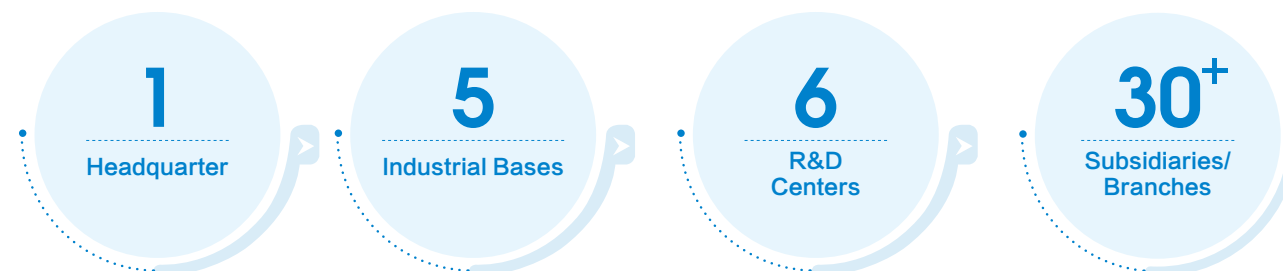 1
Headquarter
5
Industrial Bases
6
R&D
Centers
30+
Subsidiaries/
Branches